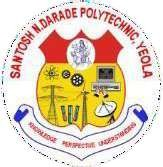 SANTOSH N.DARADE POLYTECHNIC, YEOLA
KNOWLEDGE PERSPECTIVE UNDERSTANDING